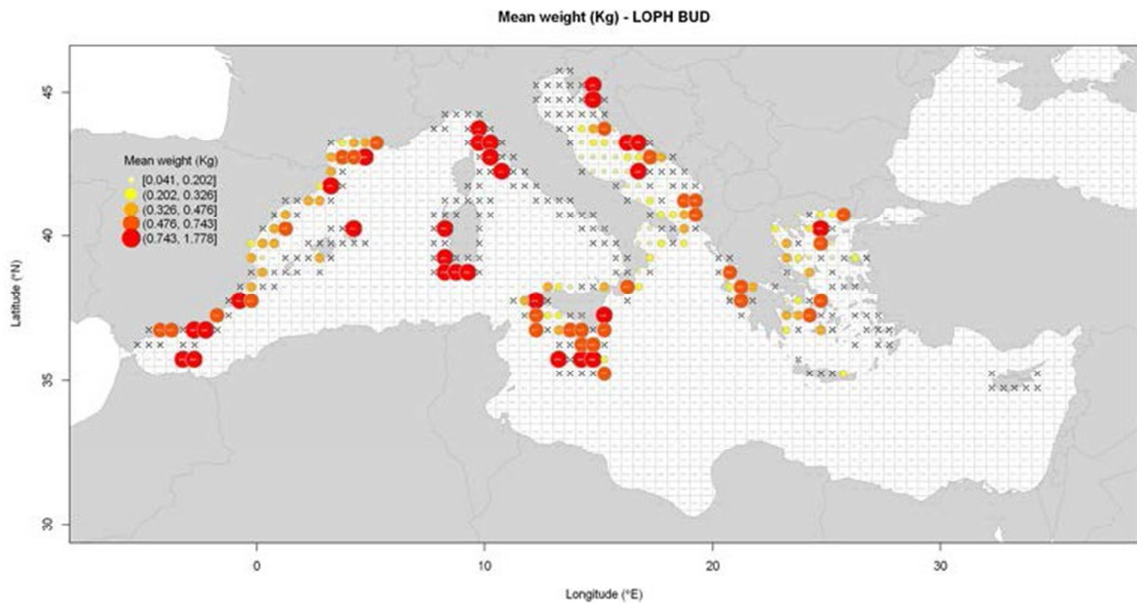 Mean weight (Kg) - LOPH BUD
Mean weight (Kg)
[0.041, 0.202]
(0.202, 0.326]
(0.326, 0.476]
(0.476, 0.743]
(0.743, 1.778]
45
40
35
30
Latitude (°N)
0 10 20 30
Longitude (°E)